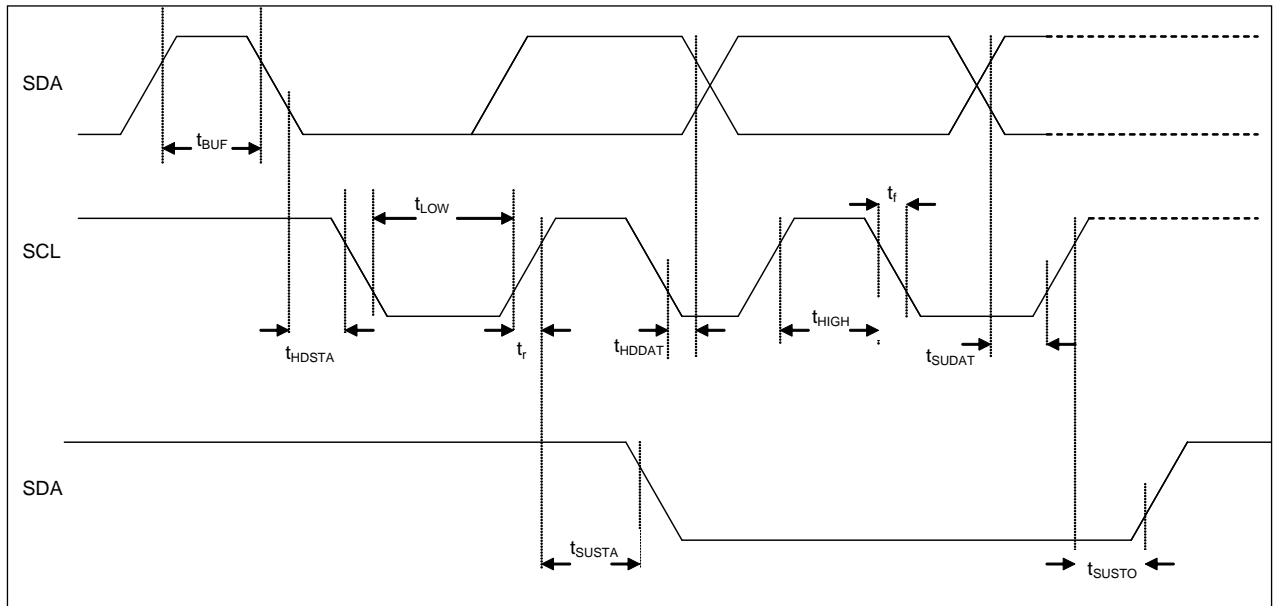 SDA
tBUF
tLOW
tf
SCL
tHDSTA
tr
tHDDAT
tHIGH
tSUDAT
SDA
tSUSTA
tSUSTO